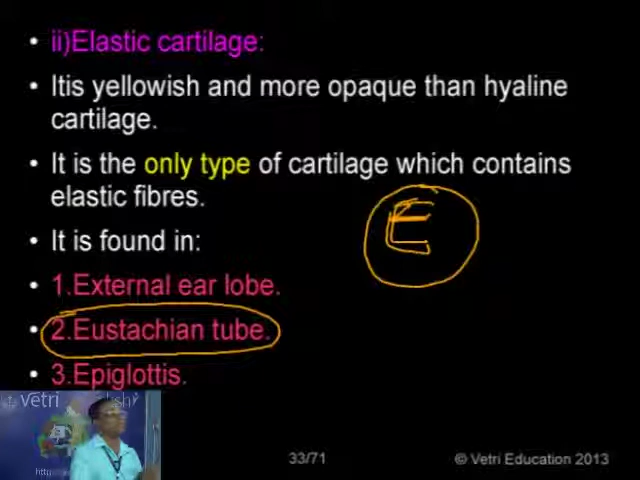 • ii)Elastic cartilage:
• Itis yellowish and more opaque than hyaline
cartilage.
• It is the only type of cartilage which contains
elastic fibres.
E
• It is found in:
• 1.External ear lobe.
• 2.Eustachian tube.
• 3.Epiglottis.
vetri
33/71
© Vetri Education 2013